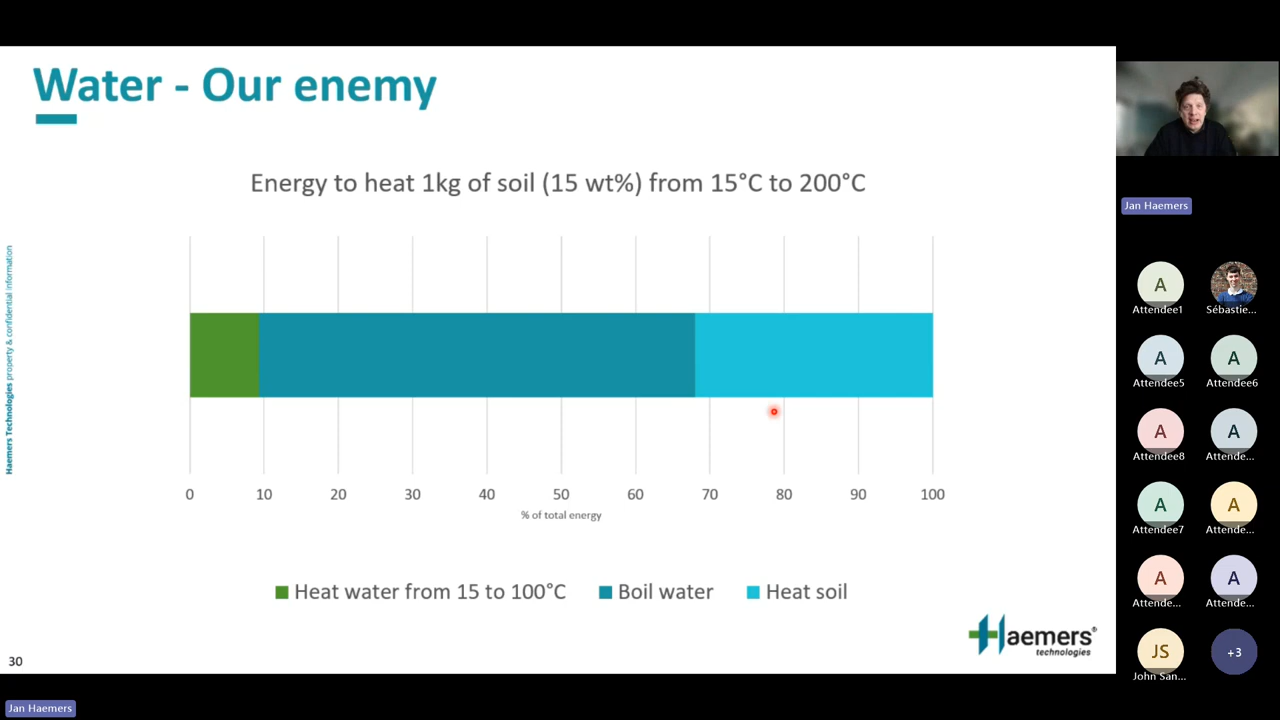 Water - Our enemy
Energy to heat 1kg of soil (15 wt%) from 15°C to 200°C
Haemers Technologies property & confidential information
0 10 20 30 40 50 60 70 80 90 100
% of total energy
Heat water from 15 to 100°C Boil water Heat soil
Haemers®
technologies
30
Jan Haemers
Jan Haemers
A
Attendee1 Sébastie...
A A
Attendee5 Attendee6
A A
Attendee8 Attende...
A A
Attendee7 Attende...
A A
Attende... Attende...
JS +3
John San...